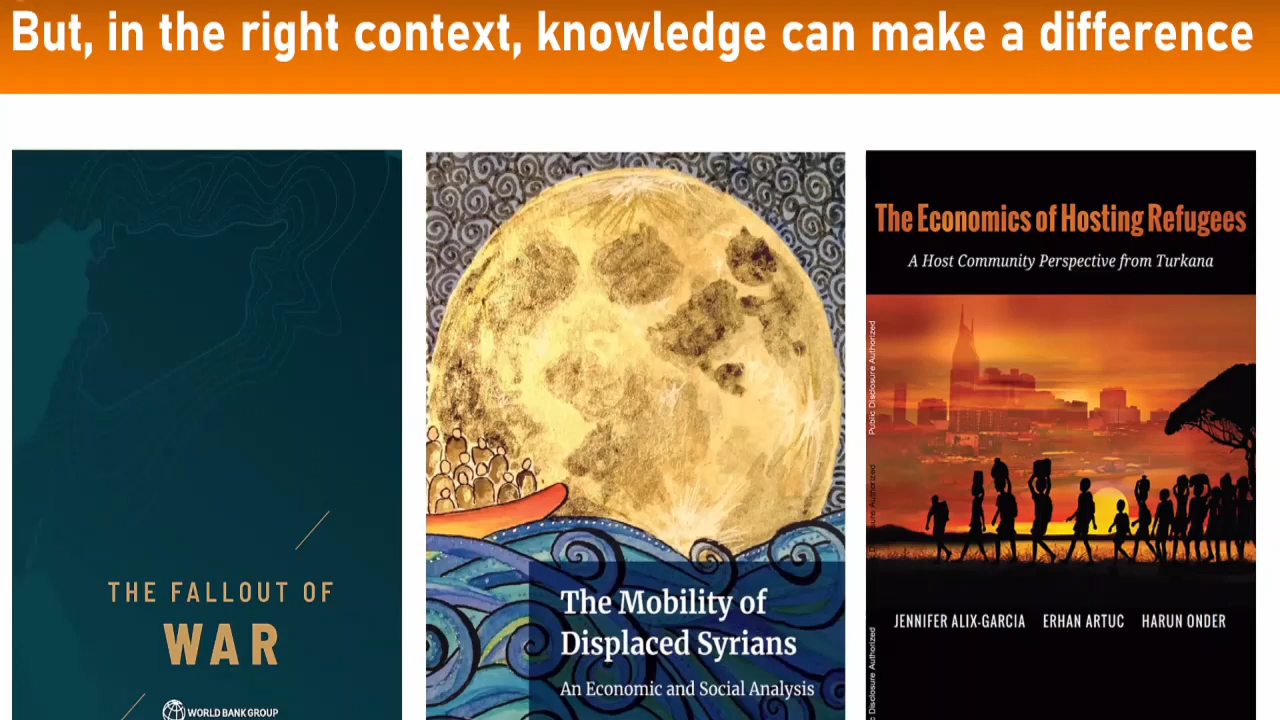 But, in the right context, knowledge can make a difference
THE FALLOUT OF
WAR
WORLD BANK GROUP
The Mobility of
Displaced Syrians
An Economic and Social Analysis
The Economics of Hosting Refugees
A Host Community Perspective from Turkana
Public Disclosure Authorized
Disclosure Authorized
c Disclosure Authorized
JENNIFER ALIX-GARCIA ERHAN ARTUC HARUN ONDER